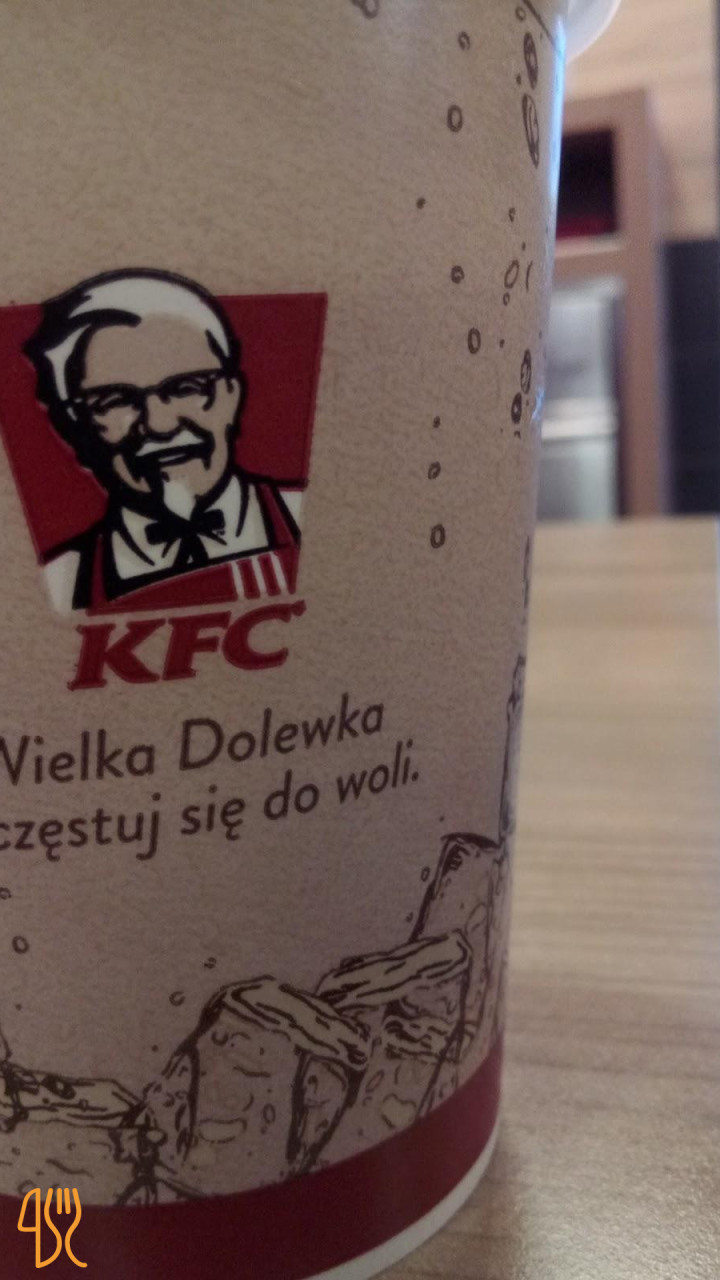 KFC
Wielka Dolewka
częstuj się do woli.